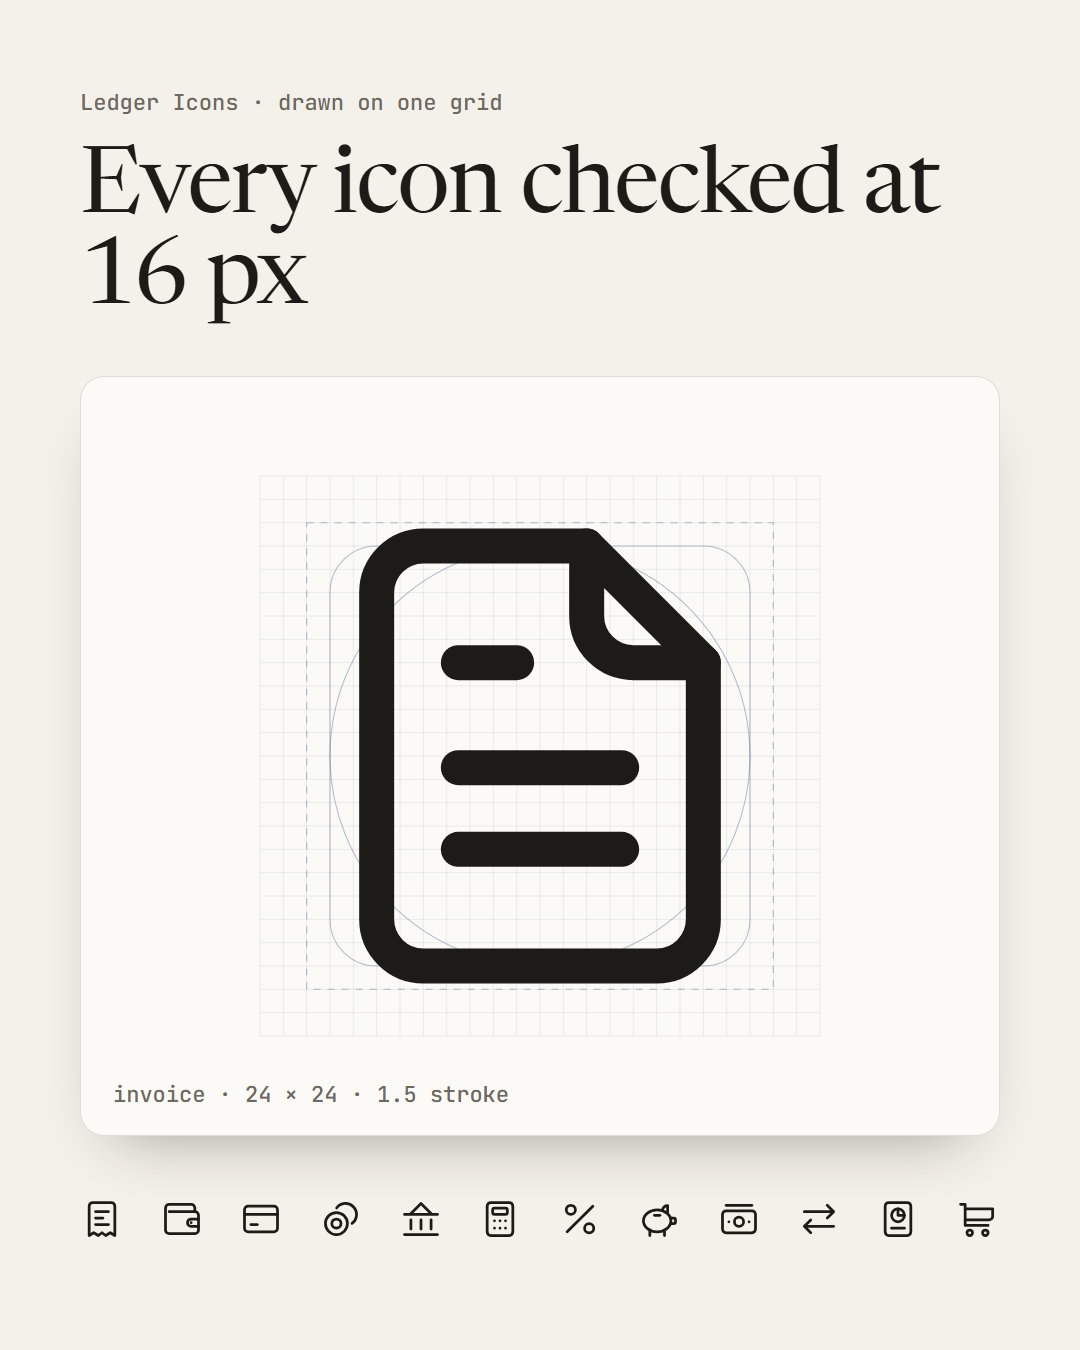 Ledger Icons · drawn on one grid
Every icon checked at
16 px
invoice · 24 × 24 · 1.5 stroke